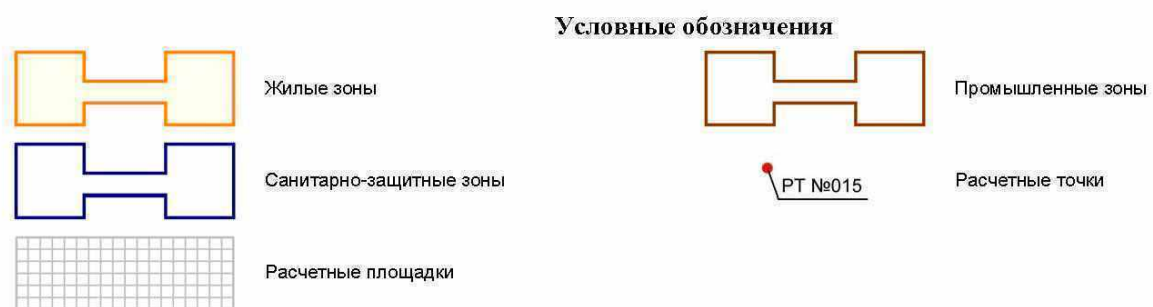 Условные обозначения
Жилые зоны
Промышленные зоны
Санитарно-защитные зоны
РТ №015
Расчетные точки
Расчетные площадки